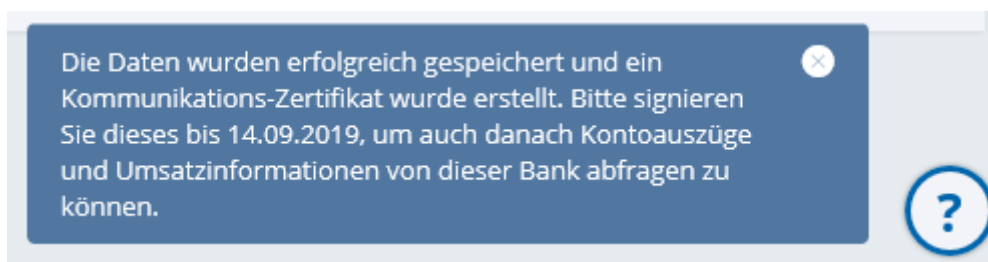 Die Daten wurden erfolgreich gespeichert und ein
Kommunikations-Zertifikat wurde erstellt. Bitte signieren
Sie dieses bis 14.09.2019, um auch danach Kontoauszüge
und Umsatzinformationen von dieser Bank abfragen zu
können.
?